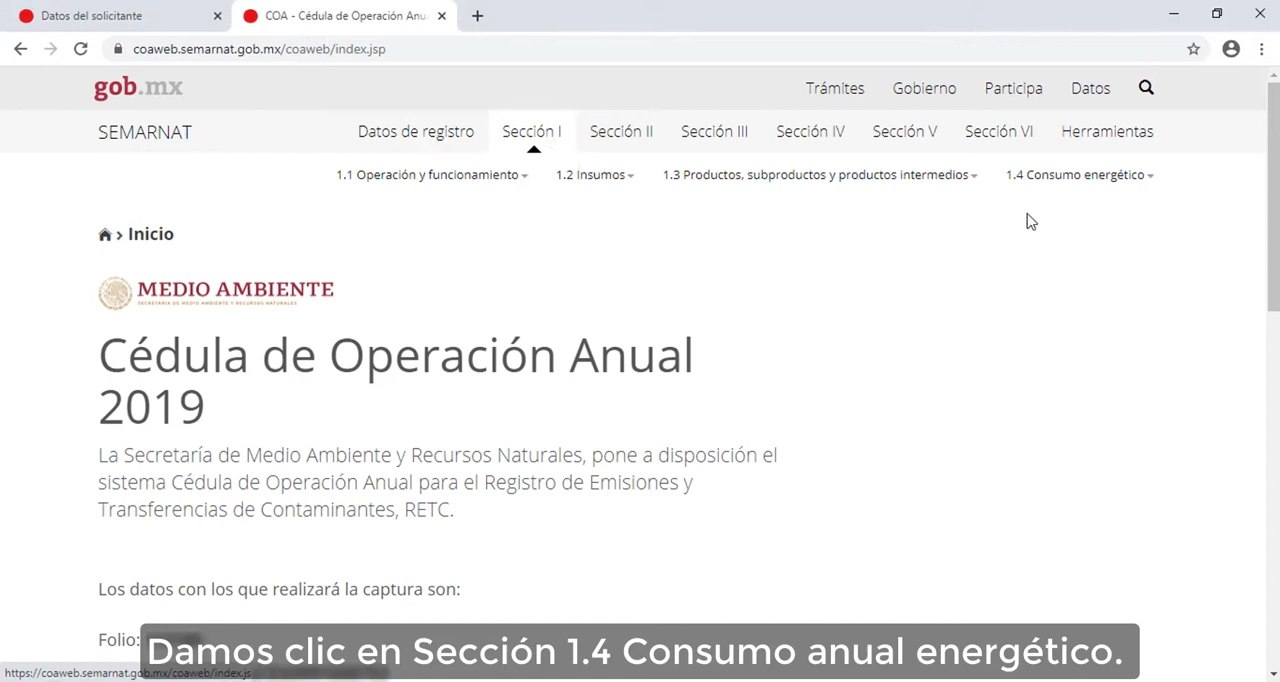 Datos del solicitante
COA - Cédula de Operación Anu
coaweb.semarnat.gob.mx/coaweb/index.jsp
gob.mx
Trámites Gobierno Participa Datos
SEMARNAT Datos de registro Sección I Sección II Sección III Sección IV Sección V Sección VI Herramientas
1.1 Operación y funcionamiento 1.2 Insumos 1.3 Productos, subproductos y productos intermedios 1.4 Consumo energético
> Inicio
MEDIO AMBIENTE
SECRETARÍA DE MEDIO AMBIENTE Y RECURSOS NATURALES
Cédula de Operación Anual
2019
La Secretaría de Medio Ambiente y Recursos Naturales, pone a disposición el
sistema Cédula de Operación Anual para el Registro de Emisiones y
Transferencias de Contaminantes, RETC.
Los datos con los que realizará la captura son:
Folio:
Damos clic en Sección 1.4 Consumo anual energético.
https://coaweb.semarnat.gob.mx/coaweb/index.js